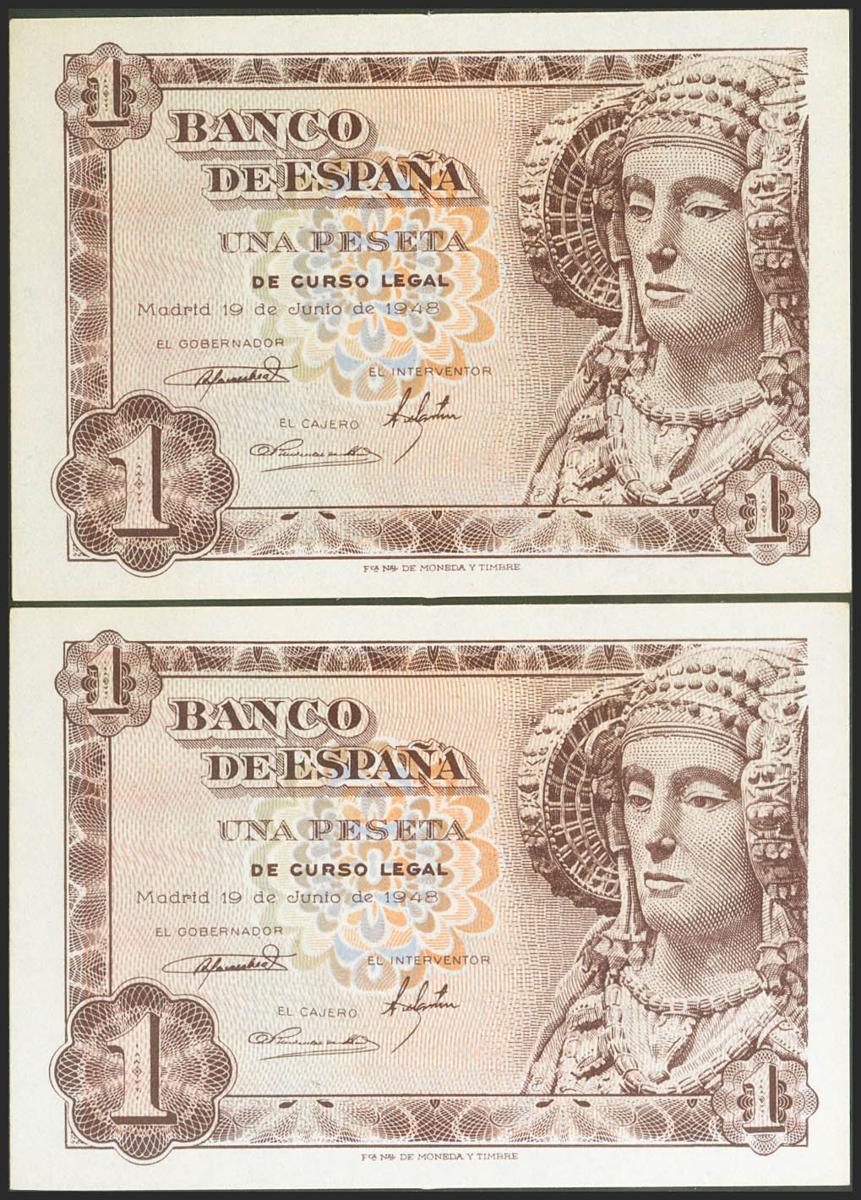 1
BANCO
DE ESPAÑA
UNA PESETA
DE CURSO LEGAL
Madrid 19 de Junio de 1948
EL GOBERNADOR
EL INTERVENTOR
EL CAJERO
1
1
Fca Nal DE MONEDA Y TIMBRE
1
BANCO
DE ESPAÑA
UNA PESETA
DE CURSO LEGAL
Madrid 19 de Junio de 1948
EL GOBERNADOR
EL INTERVENTOR
EL CAJERO
1
1
Fca Nal DE MONEDA Y TIMBRE